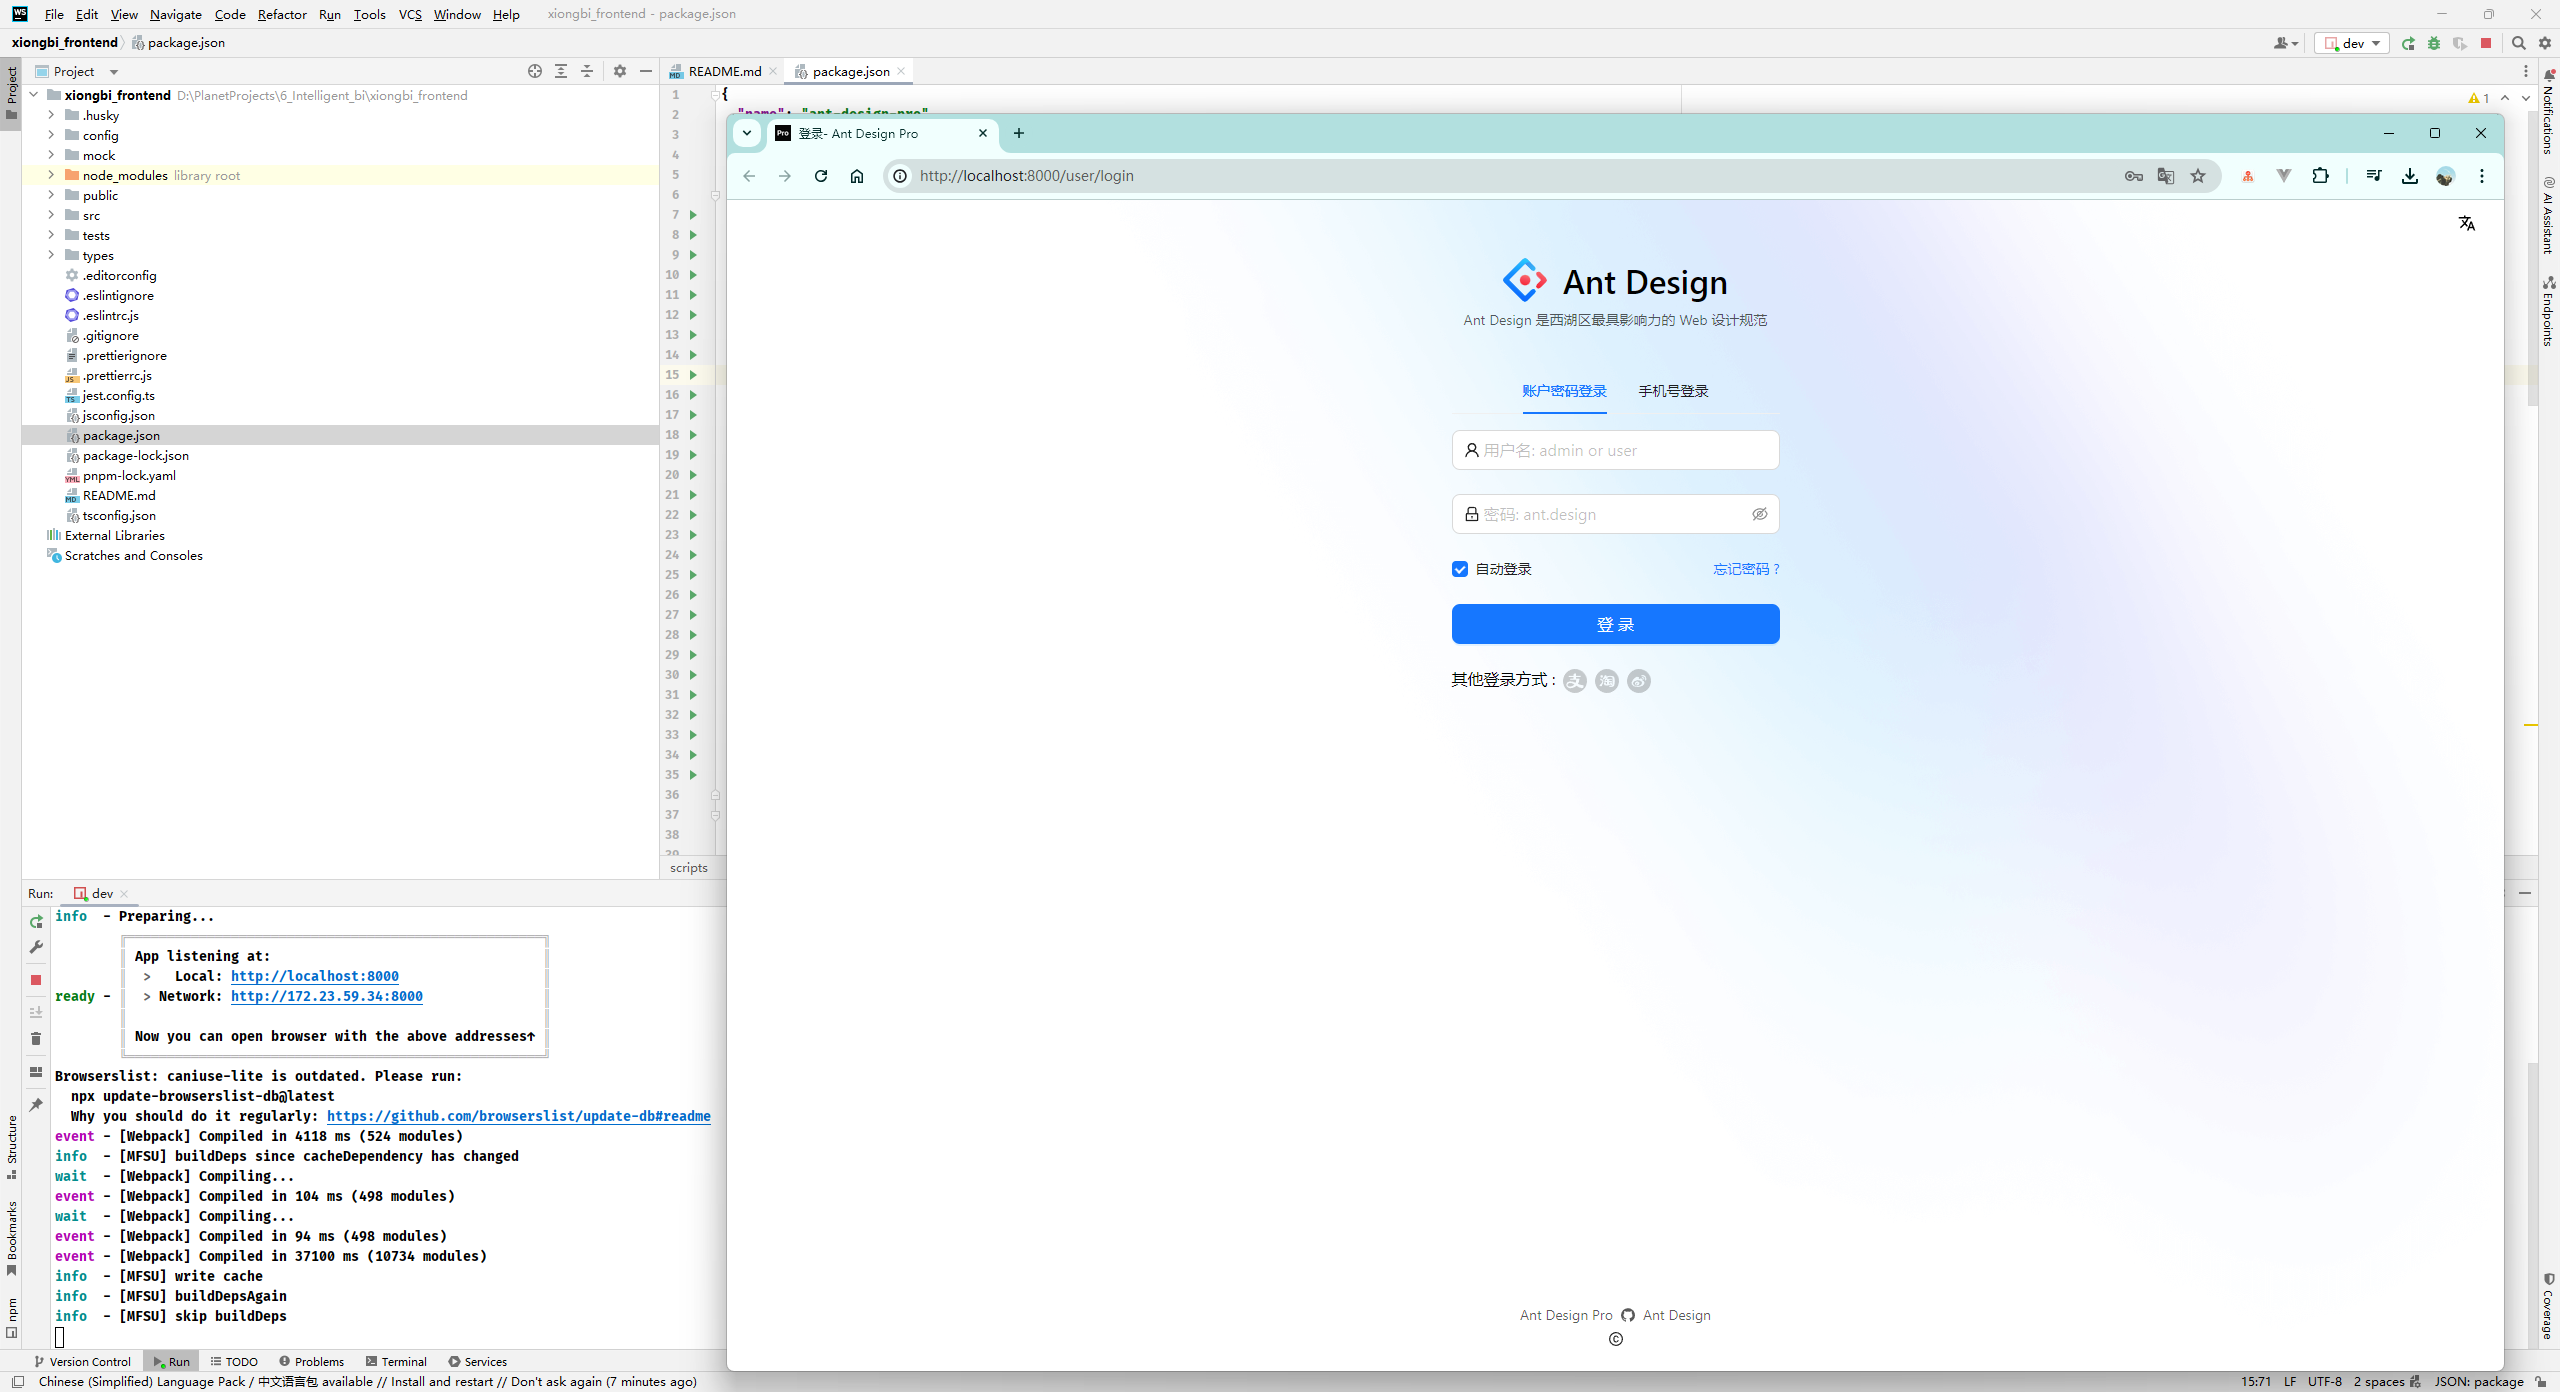 File Edit View Navigate Code Refactor Run Tools VCS Window Help xiongbi_frontend - package.json
xiongbi_frontend package.json
dev
Project
README.md
package.json
Project
xiongbi_frontend D:\PlanetProjects\6_Intelligent_bi\xiongbi_frontend
.husky
config
mock
node_modules library root
public
src
tests
types
.editorconfig
.eslintignore
.eslintrc.js
.gitignore
.prettierignore
.prettierrc.js
jest.config.ts
jsconfig.json
package.json
package-lock.json
pnpm-lock.yaml
README.md
tsconfig.json
External Libraries
Scratches and Consoles
1 {
2 "name": "ant-design-pro"
3
4
5
6
7
8
9
10
11
12
13
14
15
16
17
18
19
20
21
22
23
24
25
26
27
28
29
30
31
32
33
34
35
36
37
38
39
scripts
1
Notifications
AI Assistant
Endpoints
Coverage
登录- Ant Design Pro
http://localhost:8000/user/login
Ant Design
Ant Design 是西湖区最具影响力的 Web 设计规范
账户密码登录 手机号登录
用户名: admin or user
密码: ant.design
自动登录 忘记密码 ?
登 录
其他登录方式 :
Ant Design Pro Ant Design
©
Run: dev
info - Preparing...
App listening at:
> Local: http://localhost:8000
ready - > Network: http://172.23.59.34:8000
Now you can open browser with the above addresses↑
Browserslist: caniuse-lite is outdated. Please run:
npx update-browserslist-db@latest
Why you should do it regularly: https://github.com/browserslist/update-db#readme
event - [Webpack] Compiled in 4118 ms (524 modules)
info - [MFSU] buildDeps since cacheDependency has changed
wait - [Webpack] Compiling...
event - [Webpack] Compiled in 104 ms (498 modules)
wait - [Webpack] Compiling...
event - [Webpack] Compiled in 94 ms (498 modules)
event - [Webpack] Compiled in 37100 ms (10734 modules)
info - [MFSU] write cache
info - [MFSU] buildDepsAgain
info - [MFSU] skip buildDeps
Structure
Bookmarks
npm
Version Control Run TODO Problems Terminal Services
Chinese (Simplified) Language Pack / 中文语言包 available // Install and restart // Don't ask again (7 minutes ago)
15:71 LF UTF-8 2 spaces JSON: package